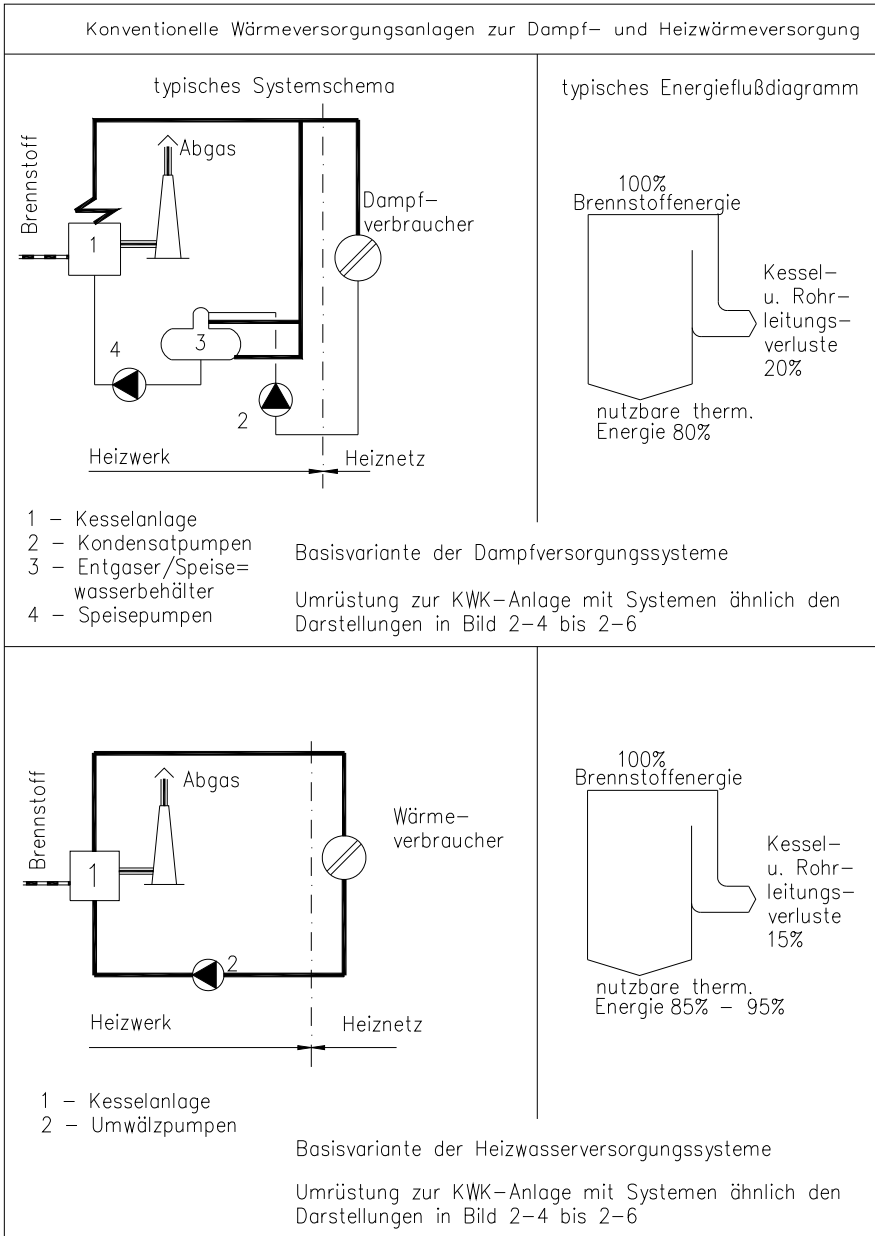 Konventionelle Wärmeversorgungsanlagen zur Dampf- und Heizwärmeversorgung
typisches Systemschema
Brennstoff
Abgas
1
Dampf-
verbraucher
3
4
2
Heizwerk
Heiznetz
1 - Kesselanlage
2 - Kondensatpumpen
3 - Entgaser/Speise=
wasserbehälter
4 - Speisepumpen
typisches Energieflußdiagramm
100%
Brennstoffenergie
Kessel-
u. Rohr-
leitungs-
verluste
20%
nutzbare therm.
Energie 80%
Basisvariante der Dampfversorgungssysteme
Umrüstung zur KWK-Anlage mit Systemen ähnlich den
Darstellungen in Bild 2-4 bis 2-6
Brennstoff
Abgas
1
Wärme-
verbraucher
2
Heizwerk
Heiznetz
1 - Kesselanlage
2 - Umwälzpumpen
100%
Brennstoffenergie
Kessel-
u. Rohr-
leitungs-
verluste
15%
nutzbare therm.
Energie 85% - 95%
Basisvariante der Heizwasserversorgungssysteme
Umrüstung zur KWK-Anlage mit Systemen ähnlich den
Darstellungen in Bild 2-4 bis 2-6